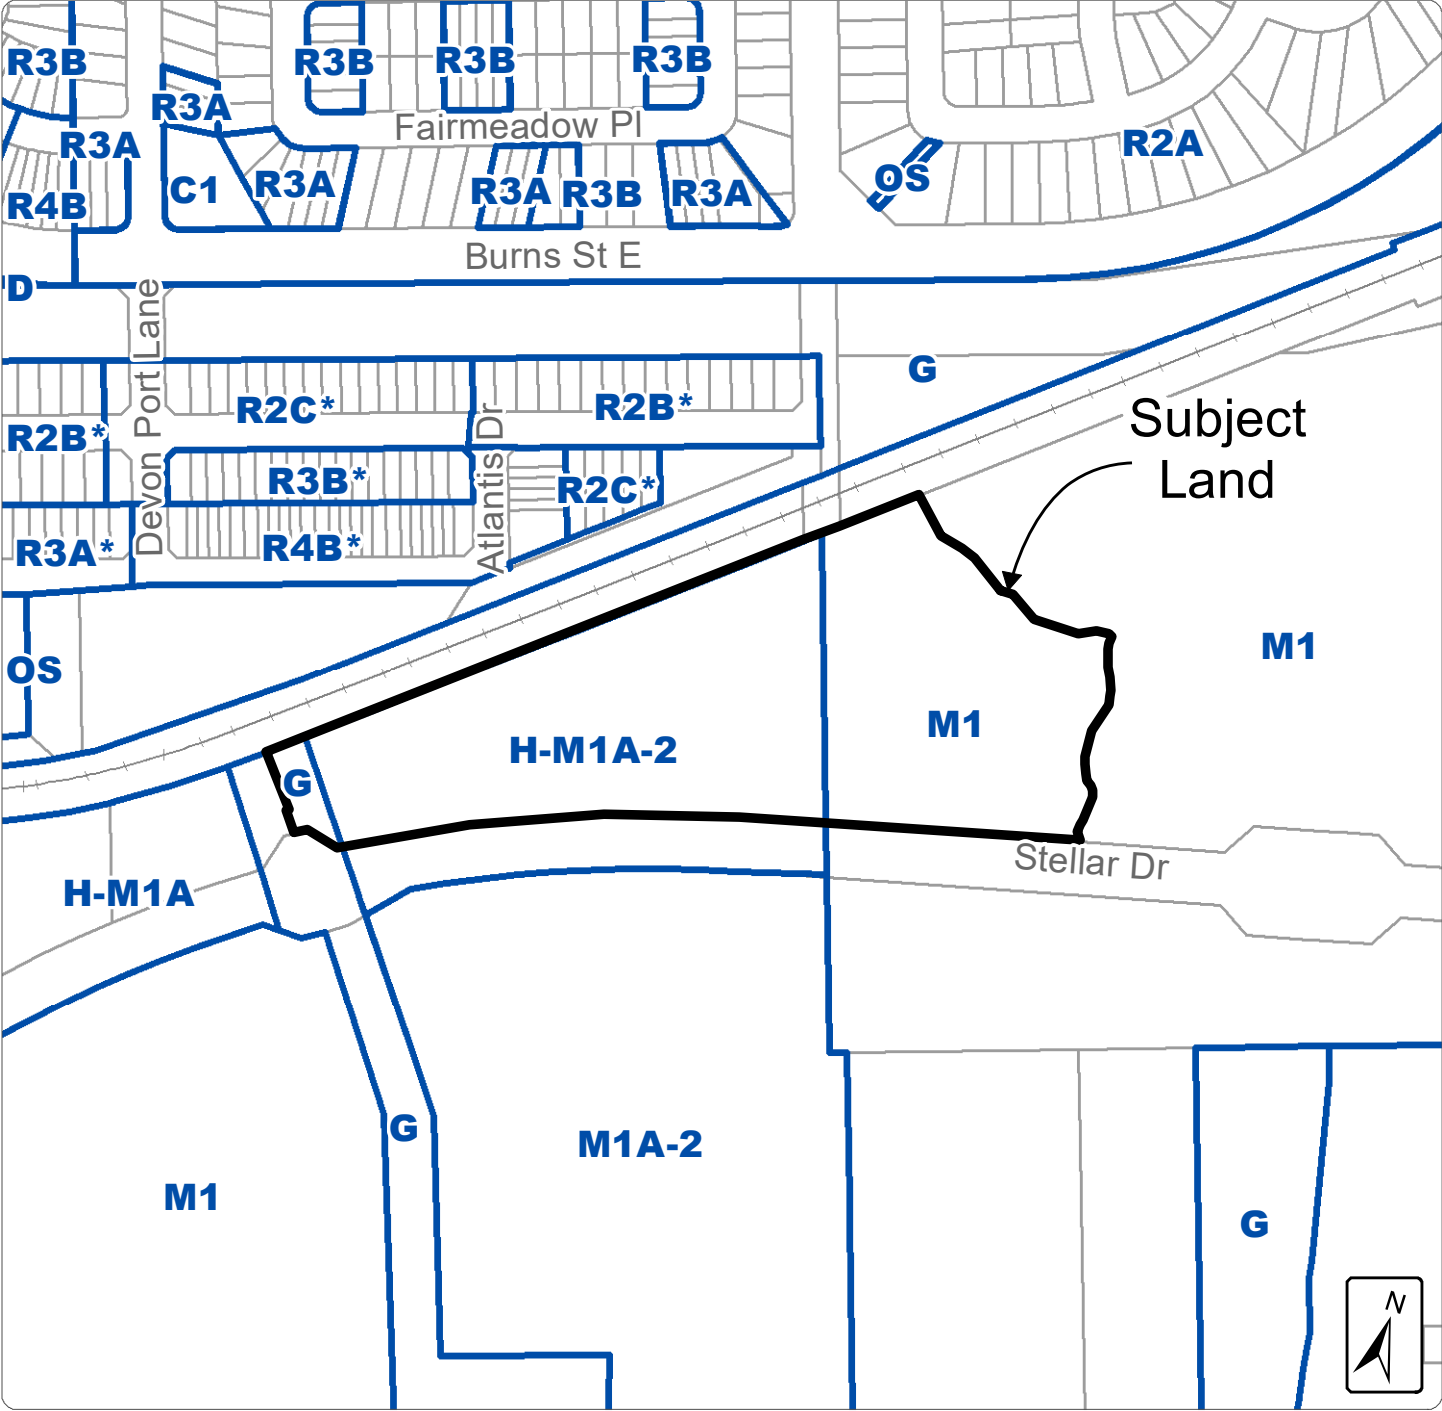 R3B
R3B
R3B
R3B
R3A
Fairmeadow Pl
R3A
R2A
C1
R3A
R3A
R3B
R3A
OS
R4B
Burns St E
D
Devon Port Lane
G
R2C*
R2B*
Subject
Land
R2B*
Atlantis Dr
R3B*
R2C*
R3A*
R4B*
OS
M1
M1
H-M1A-2
G
Stellar Dr
H-M1A
G
M1A-2
M1
G
N